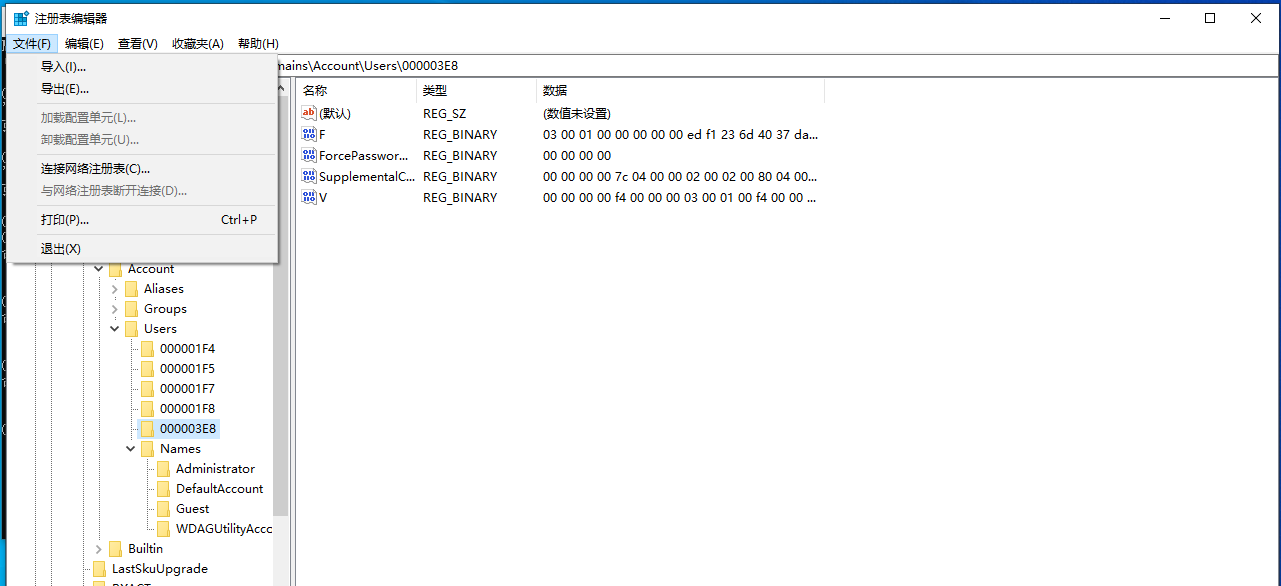 注册表编辑器
文件(F) 编辑(E) 查看(V) 收藏夹(A) 帮助(H)
mains\Account\Users\000003E8
导入(I)...
导出(E)...
加载配置单元(L)...
卸载配置单元(U)...
连接网络注册表(C)...
与网络注册表断开连接(D)...
打印(P)... Ctrl+P
退出(X)
Account
Aliases
Groups
Users
000001F4
000001F5
000001F7
000001F8
000003E8
Names
Administrator
DefaultAccount
Guest
WDAGUtilityAccc
Builtin
LastSkuUpgrade
名称 类型 数据
(默认) REG_SZ (数值未设置)
F REG_BINARY 03 00 01 00 00 00 00 00 ed f1 23 6d 40 37 da...
ForcePasswor... REG_BINARY 00 00 00 00
SupplementalC... REG_BINARY 00 00 00 00 7c 04 00 00 02 00 02 00 80 04 00...
V REG_BINARY 00 00 00 00 f4 00 00 00 03 00 01 00 f4 00 00 ...